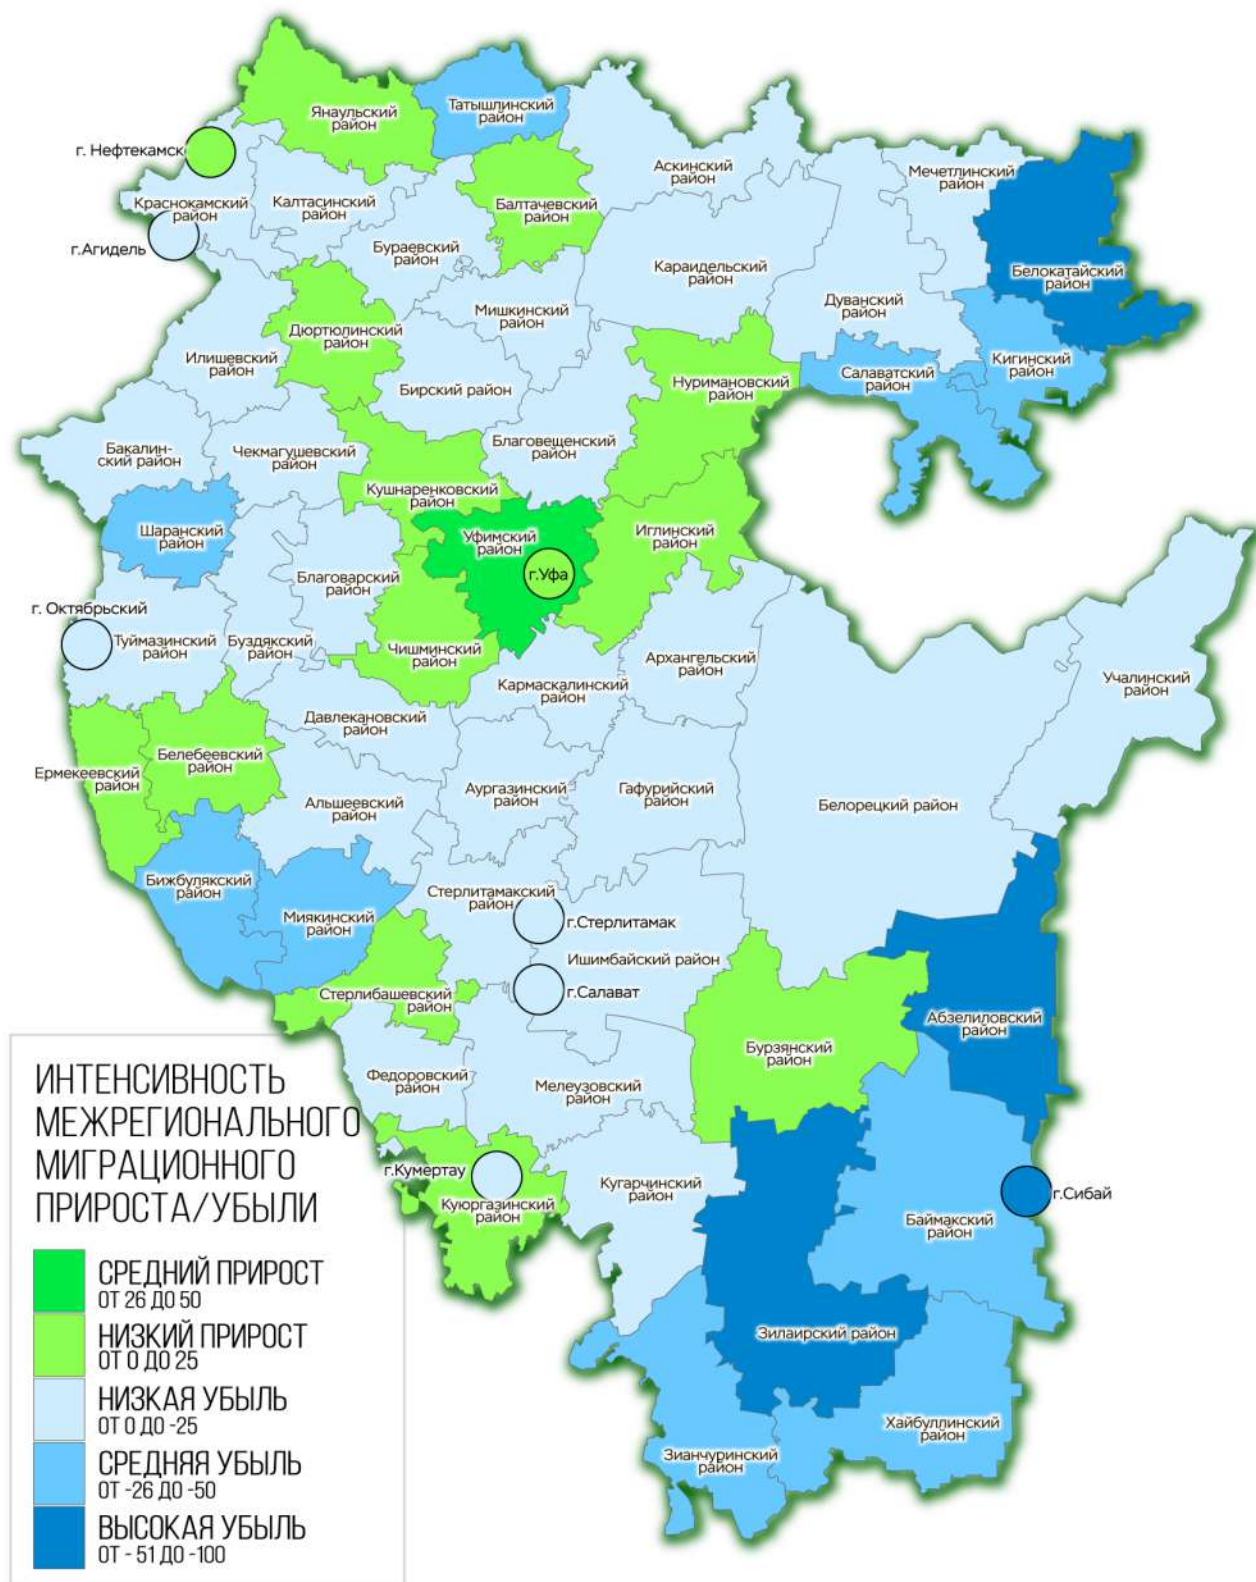 Янаульский
район
Татышлинский
район
г. Нефтекамск
Аскинский
район
Мечетлинский
район
Краснокамский
район
Калтасинский
район
Балтачевский
район
г.Агидель
Бураевский
район
Караидельский
район
Белокатайский
район
Дуванский
район
Мишкинский
район
Дюртюлинский
район
Илишевский
район
Кигинский
район
Салаватский
район
Нуримановский
район
Бирский район
Бакалин-
ский район
Чекмагушевский
район
Благовещенский
район
Кушнаренковский
район
Шаранский
район
Уфимский
район
Иглинский
район
г.Уфа
Благоварский
район
г. Октябрьский
Туймазинский
район
Буздякский
район
Чишминский
район
Архангельский
район
Учалинский
район
Кармаскалинский
район
Давлекановский
район
Белебеевский
район
Ермекеевский
район
Альшеевский
район
Аургазинский
район
Гафурийский
район
Белорецкий район
Бижбулякский
район
Миякинский
район
Стерлитамакский
район
г.Стерлитамак
Ишимбайский район
г.Салават
Стерлибашевский
район
Абзелиловский
район
Бурзянский
район
Федоровский
район
Мелеузовский
район
г.Кумертау
Куюргазинский
район
Кугарчинский
район
г.Сибай
Баймакский
район
Зилаирский район
Хайбуллинский
район
Зианчуринский
район
ИНТЕНСИВНОСТЬ
МЕЖРЕГИОНАЛЬНОГО
МИГРАЦИОННОГО
ПРИРОСТА/УБЫЛИ
СРЕДНИЙ ПРИРОСТ
ОТ 26 ДО 50
НИЗКИЙ ПРИРОСТ
ОТ 0 ДО 25
НИЗКАЯ УБЫЛЬ
ОТ 0 ДО -25
СРЕДНЯЯ УБЫЛЬ
ОТ -26 ДО -50
ВЫСОКАЯ УБЫЛЬ
ОТ - 51 ДО -100